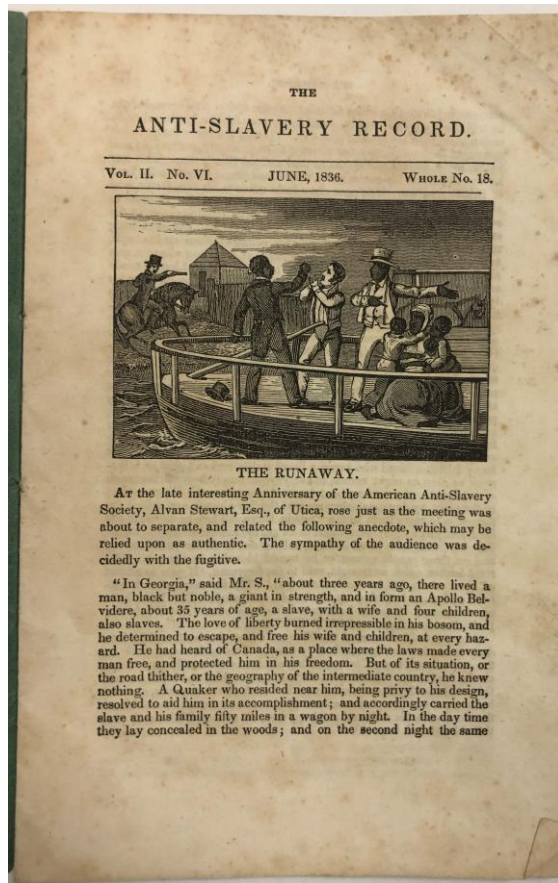 THE
ANTI-SLAVERY RECORD.
VOL. II. No. VI. JUNE, 1836. WHOLE No. 18.
THE RUNAWAY.
AT the late interesting Anniversary of the American Anti-Slavery
Society, Alvan Stewart, Esq., of Utica, rose just as the meeting was
about to separate, and related the following anecdote, which may be
relied upon as authentic. The sympathy of the audience was de-
cidedly with the fugitive.
"In Georgia," said Mr. S., "about three years ago, there lived a
man, black but noble, a giant in strength, and in form an Apollo Bel-
videre, about 35 years of age, a slave, with a wife and four children,
also slaves. The love of liberty burned irrepressible in his bosom, and
he determined to escape, and free his wife and children, at every haz-
ard. He had heard of Canada, as a place where the laws made every
man free, and protected him in his freedom. But of its situation, or
the road thither, or the geography of the intermediate country, he knew
nothing. A Quaker who resided near him, being privy to his design,
resolved to aid him in its accomplishment; and accordingly carried the
slave and his family fifty miles in a wagon by night. In the day time
they lay concealed in the woods; and on the second night the same